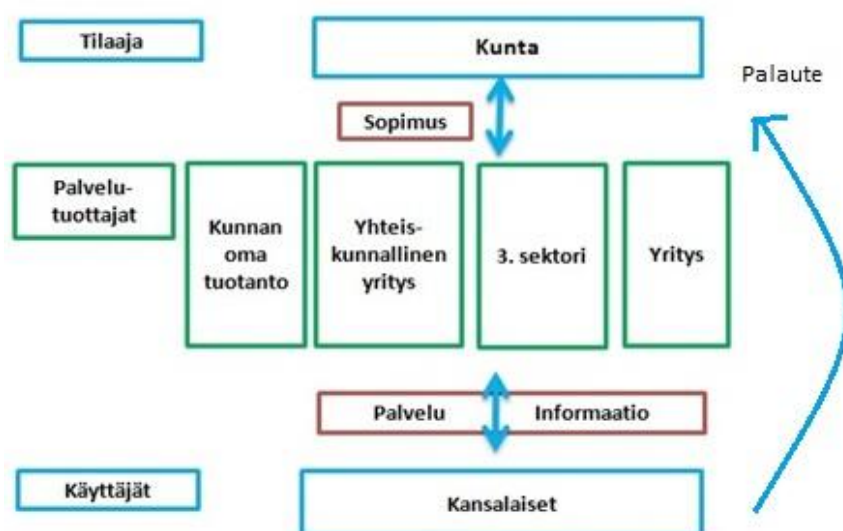 Tilaaja
Kunta
Palaute
Sopimus
Palvelu-
tuottajat
Kunnan
oma
tuotanto
Yhteis-
kunnallinen
yritys
3. sektori
Yritys
Palvelu
Informaatio
Käyttäjät
Kansalaiset